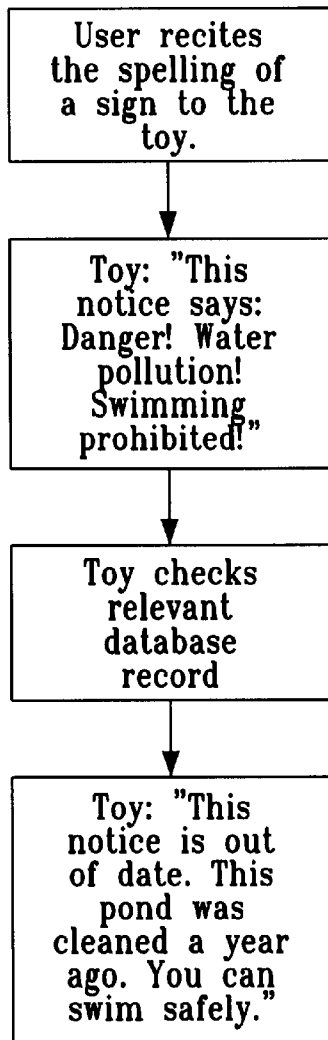 User recites
the spelling of
a sign to the
toy.
Toy: "This
notice says:
Danger! Water
pollution!
Swimming
prohibited!"
Toy checks
relevant
database
record
Toy: "This
notice is out
of date. This
pond was
cleaned a year
ago. You can
swim safely."